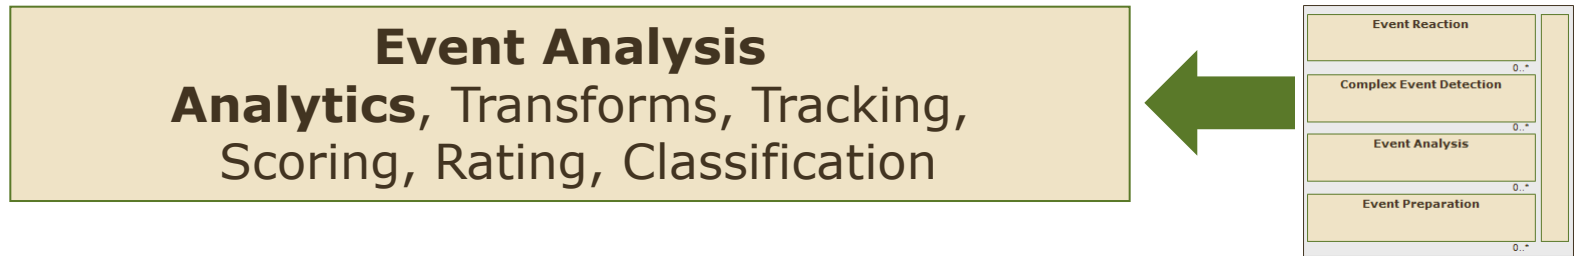 Event Analysis
Analytics, Transforms, Tracking,
Scoring, Rating, Classification
Event Reaction
0..*
Complex Event Detection
0..*
Event Analysis
0..*
Event Preparation
0..*